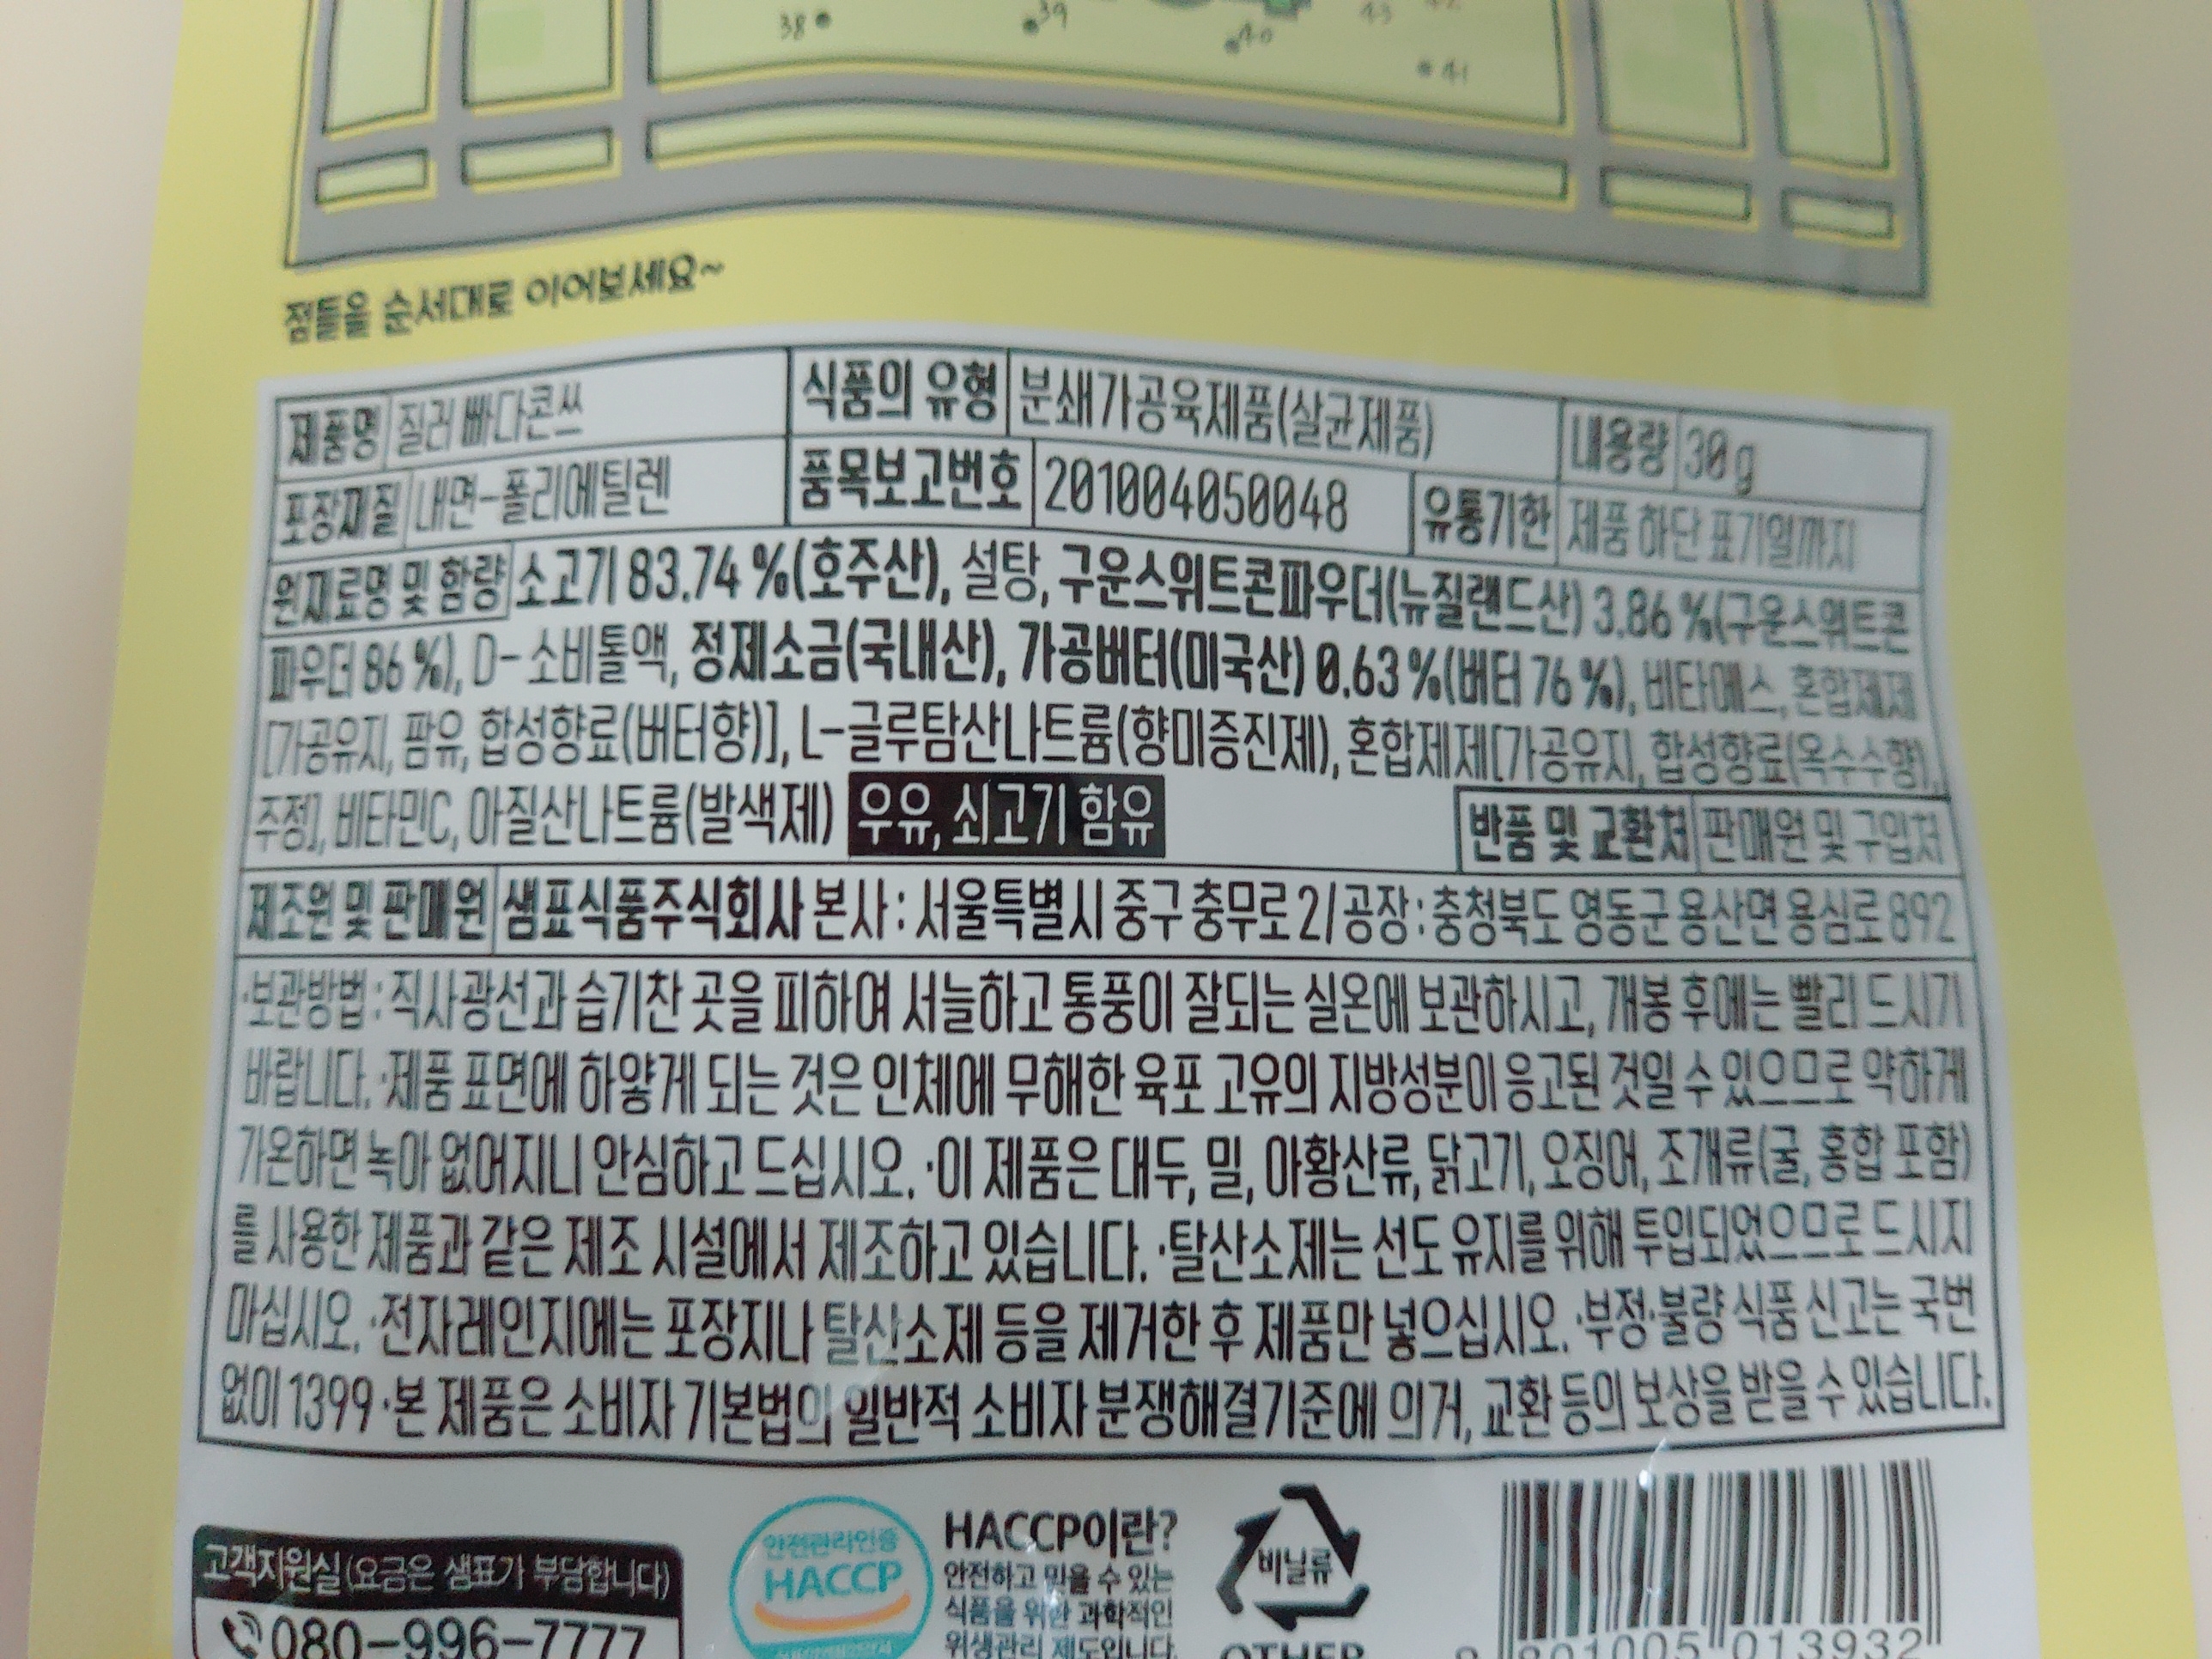 38
39
40
43
41
점들을 순서대로 이어보세요~
제품명 질러 빠다콘쓰 식품의 유형 분쇄가공육제품(살균제품) 내용량 30g
포장재질 내면-폴리에틸렌 품목보고번호 201004050048 유통기한 제품 하단 표기일까지
원재료명 및 함량 소고기 83.74 %(호주산), 설탕, 구운스위트콘파우더(뉴질랜드산) 3.86 %(구운스위트콘
파우더 86 %), D-소비톨액, 정제소금(국내산), 가공버터(미국산) 0.63 %(버터 76 %), 비타에스, 혼합제제
[가공유지, 팜유, 합성향료(버터향)], L-글루탐산나트륨(향미증진제), 혼합제제[가공유지, 합성향료(옥수수향),
주정], 비타민C, 아질산나트륨(발색제) 우유, 쇠고기 함유 반품 및 교환처 판매원 및 구입처
제조원 및 판매원 샘표식품주식회사 본사 : 서울특별시 중구 충무로 2 / 공장 : 충청북도 영동군 용산면 용심로 892
·보관방법 : 직사광선과 습기찬 곳을 피하여 서늘하고 통풍이 잘되는 실온에 보관하시고, 개봉 후에는 빨리 드시기
바랍니다. ·제품 표면에 하얗게 되는 것은 인체에 무해한 육포 고유의 지방성분이 응고된 것일 수 있으므로 약하게
가온하면 녹아 없어지니 안심하고 드십시오. ·이 제품은 대두, 밀, 아황산류, 닭고기, 오징어, 조개류(굴, 홍합 포함)
를 사용한 제품과 같은 제조 시설에서 제조하고 있습니다. ·탈산소제는 선도 유지를 위해 투입되었으므로 드시지
마십시오. ·전자레인지에는 포장지나 탈산소제 등을 제거한 후 제품만 넣으십시오. ·부정·불량 식품 신고는 국번
없이 1399 ·본 제품은 소비자 기본법의 일반적 소비자 분쟁해결기준에 의거, 교환 등의 보상을 받을 수 있습니다.
고객지원실 (요금은 샘표가 부담합니다)
080-996-7777
안전관리인증
HACCP
HACCP이란?
안전하고 믿을 수 있는
식품을 위한 과학적인
위생관리 제도입니다.
비닐류
OTHER
8 801005 013932